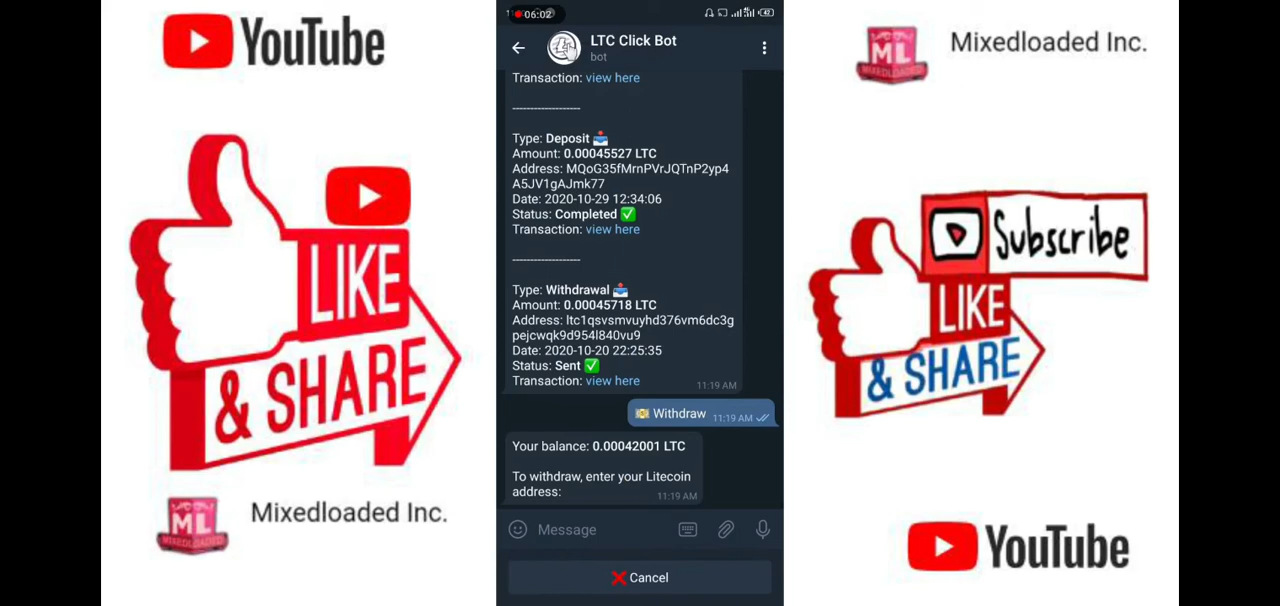 YouTube
LIKE
& SHARE
ML
MIXEDLOADED
Mixedloaded Inc.
06:02
LTC Click Bot
bot
Transaction: view here
-------------------
Type: Deposit 📥
Amount: 0.00045527 LTC
Address: MQoG35fMrnPVrJQTnP2yp4
A5JV1gAJmk77
Date: 2020-10-29 12:34:06
Status: Completed ✅
Transaction: view here
-------------------
Type: Withdrawal 📤
Amount: 0.00045718 LTC
Address: ltc1qsvsmvuyhd376vm6dc3g
pejcwqk9d954l840vu9
Date: 2020-10-20 22:25:35
Status: Sent ✅
Transaction: view here
11:19 AM
💴 Withdraw 11:19 AM
Your balance: 0.00042001 LTC
To withdraw, enter your Litecoin
address:
11:19 AM
Message
❌ Cancel
ML
MIXEDLOADED
Mixedloaded Inc.
Subscribe
LIKE
& SHARE
YouTube